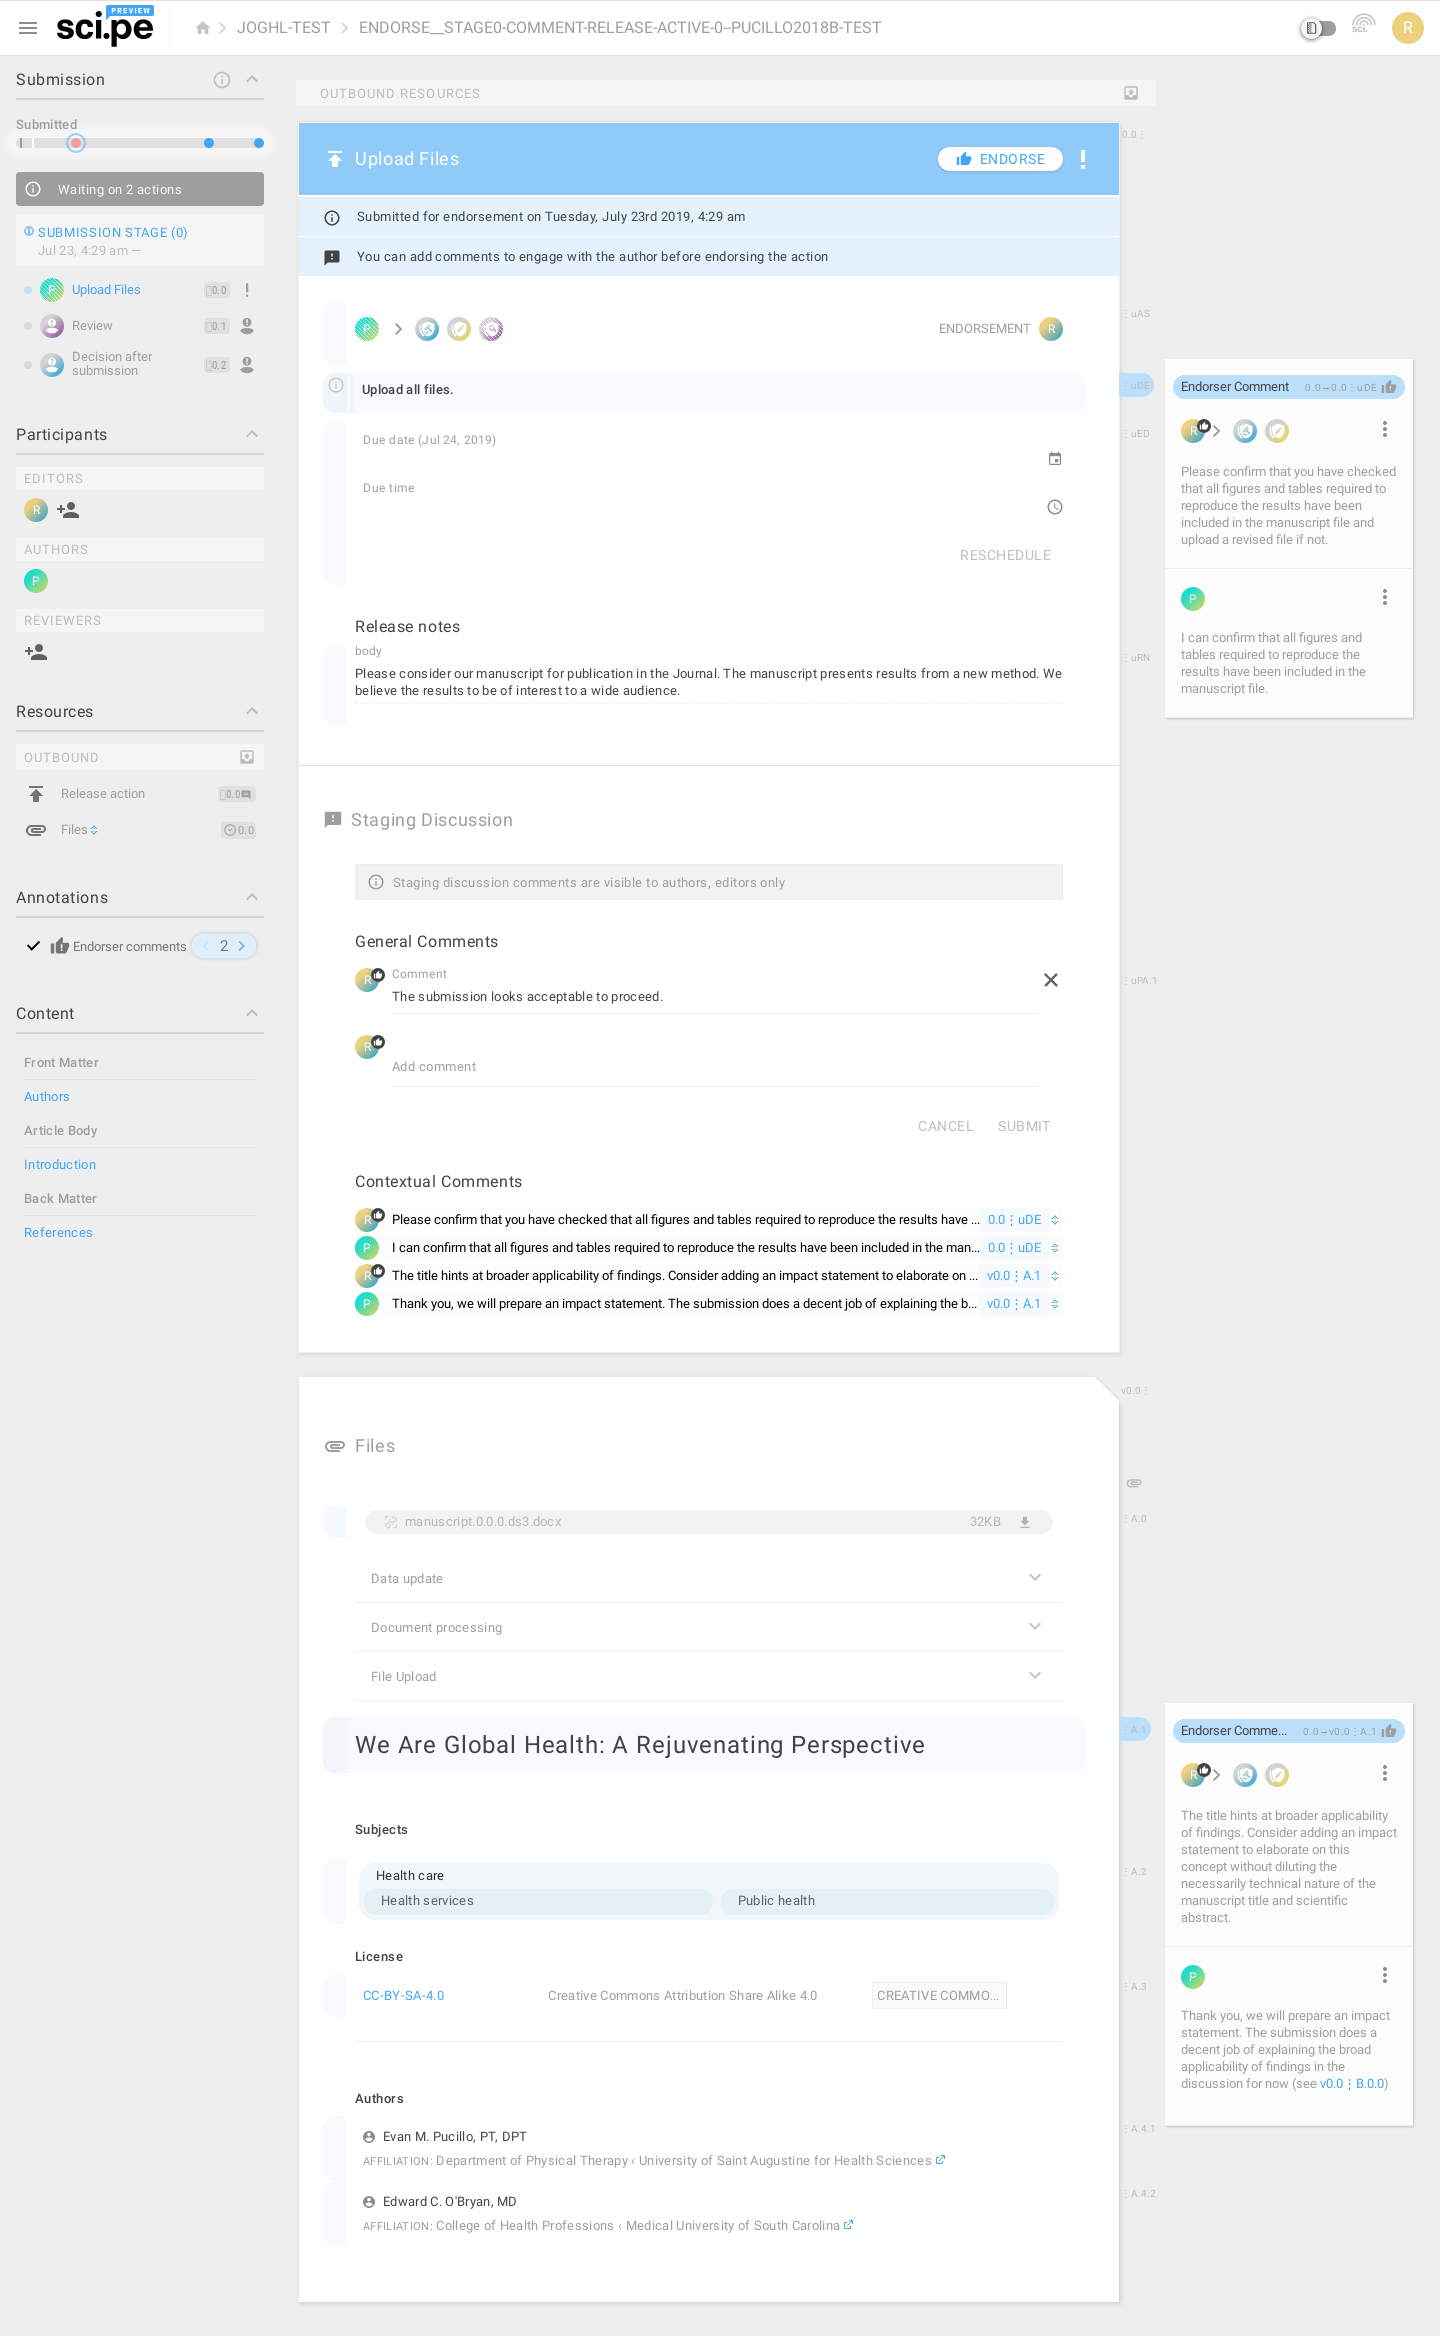 sci.pe
PREVIEW
JOGHL-TEST
ENDORSE__STAGE0-COMMENT-RELEASE-ACTIVE-0--PUCILLO2018B-TEST
SCI.
R
Submission
Submitted
Waiting on 2 actions
SUBMISSION STAGE (0)
Jul 23, 4:29 am —
P
Upload Files
0.0
Review
0.1
Decision after
submission
0.2
Participants
EDITORS
R
AUTHORS
P
REVIEWERS
Resources
OUTBOUND
Release action
0.0
Files
0.0
Annotations
Endorser comments
2
Content
Front Matter
Authors
Article Body
Introduction
Back Matter
References
OUTBOUND RESOURCES
Upload Files
ENDORSE
0.0⋮
Submitted for endorsement on Tuesday, July 23rd 2019, 4:29 am
You can add comments to engage with the author before endorsing the action
P
ENDORSEMENT
R
⋮uAS
Upload all files.
⋮uDE
Due date (Jul 24, 2019)
⋮uED
Due time
RESCHEDULE
Release notes
body
⋮uRN
Please consider our manuscript for publication in the Journal. The manuscript presents results from a new method. We
believe the results to be of interest to a wide audience.
Staging Discussion
Staging discussion comments are visible to authors, editors only
General Comments
R
Comment
⋮uPA.1
The submission looks acceptable to proceed.
R
Add comment
CANCEL
SUBMIT
Contextual Comments
R
Please confirm that you have checked that all figures and tables required to reproduce the results have ...
0.0⋮uDE
P
I can confirm that all figures and tables required to reproduce the results have been included in the man...
0.0⋮uDE
R
The title hints at broader applicability of findings. Consider adding an impact statement to elaborate on ...
v0.0⋮A.1
P
Thank you, we will prepare an impact statement. The submission does a decent job of explaining the b...
v0.0⋮A.1
Endorser Comment
0.0→0.0⋮uDE
R
Please confirm that you have checked
that all figures and tables required to
reproduce the results have been
included in the manuscript file and
upload a revised file if not.
P
I can confirm that all figures and
tables required to reproduce the
results have been included in the
manuscript file.
v0.0⋮
Files
manuscript.0.0.0.ds3.docx
32KB
⋮A.0
Data update
Document processing
File Upload
We Are Global Health: A Rejuvenating Perspective
⋮A.1
Subjects
Health care
⋮A.2
Health services
Public health
License
CC-BY-SA-4.0
Creative Commons Attribution Share Alike 4.0
CREATIVE COMMO...
⋮A.3
Authors
Evan M. Pucillo, PT, DPT
⋮A.4.1
AFFILIATION: Department of Physical Therapy ‹ University of Saint Augustine for Health Sciences
Edward C. O'Bryan, MD
⋮A.4.2
AFFILIATION: College of Health Professions ‹ Medical University of South Carolina
Endorser Comme...
0.0→v0.0⋮A.1
R
The title hints at broader applicability
of findings. Consider adding an impact
statement to elaborate on this
concept without diluting the
necessarily technical nature of the
manuscript title and scientific
abstract.
P
Thank you, we will prepare an impact
statement. The submission does a
decent job of explaining the broad
applicability of findings in the
discussion for now (see v0.0⋮B.0.0)